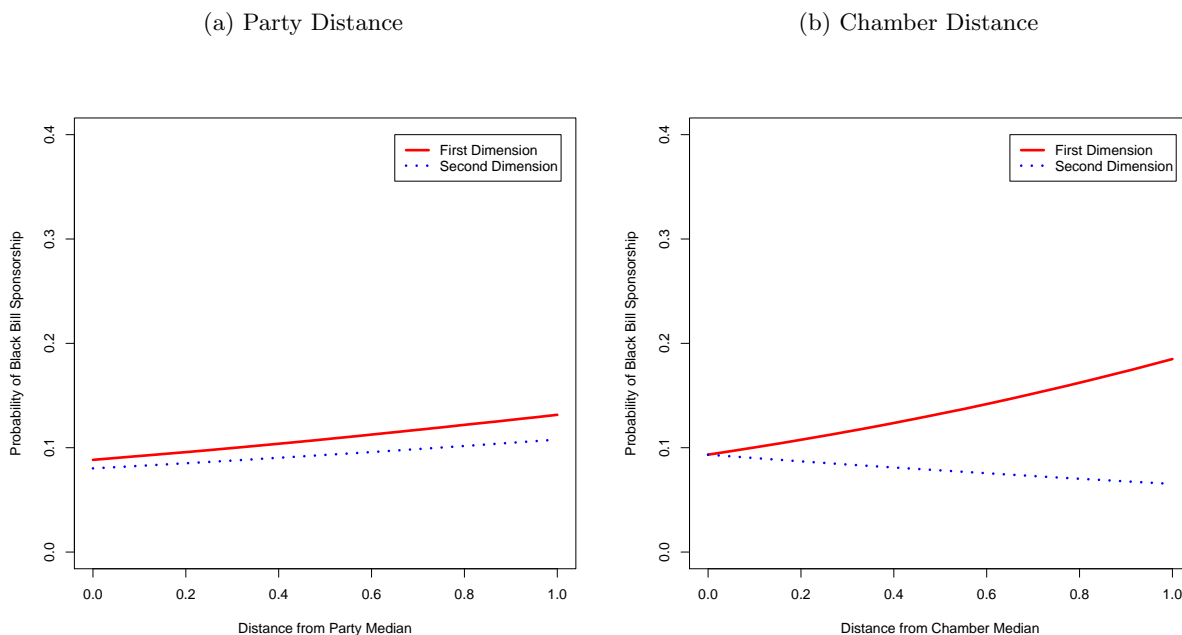 (a) Party Distance
Probability of Black Bill Sponsorship
0.4
0.3
0.2
0.1
0.0
First Dimension
Second Dimension
0.0 0.2 0.4 0.6 0.8 1.0
Distance from Party Median
(b) Chamber Distance
Probability of Black Bill Sponsorship
0.4
0.3
0.2
0.1
0.0
First Dimension
Second Dimension
0.0 0.2 0.4 0.6 0.8 1.0
Distance from Chamber Median